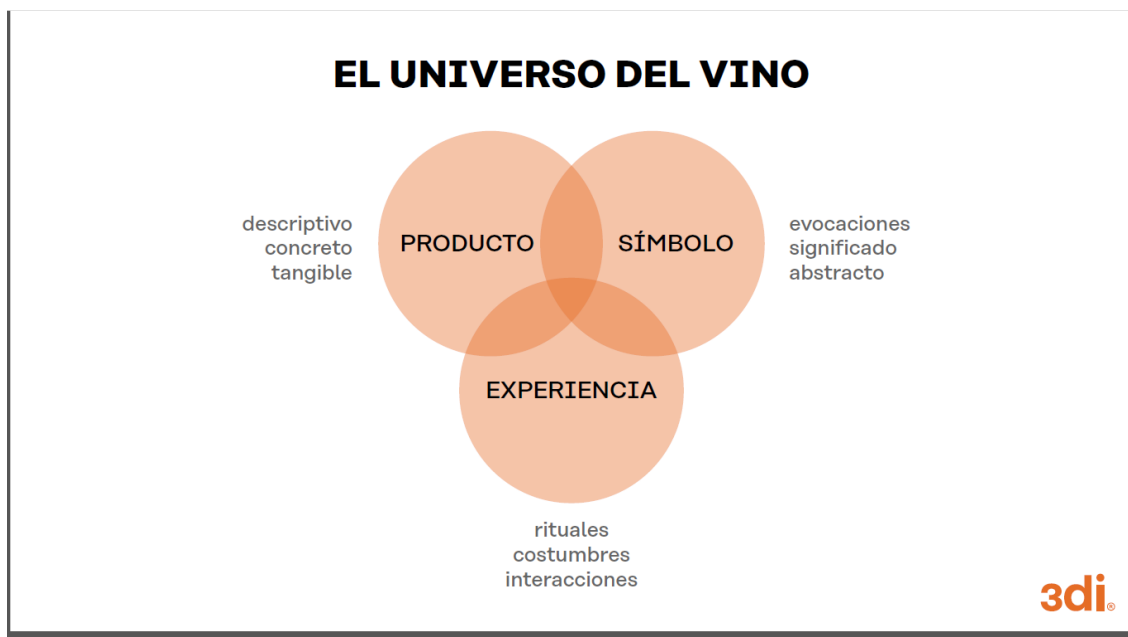 EL UNIVERSO DEL VINO
descriptivo
concreto
tangible
PRODUCTO
SÍMBOLO
evocaciones
significado
abstracto
EXPERIENCIA
rituales
costumbres
interacciones
3di®